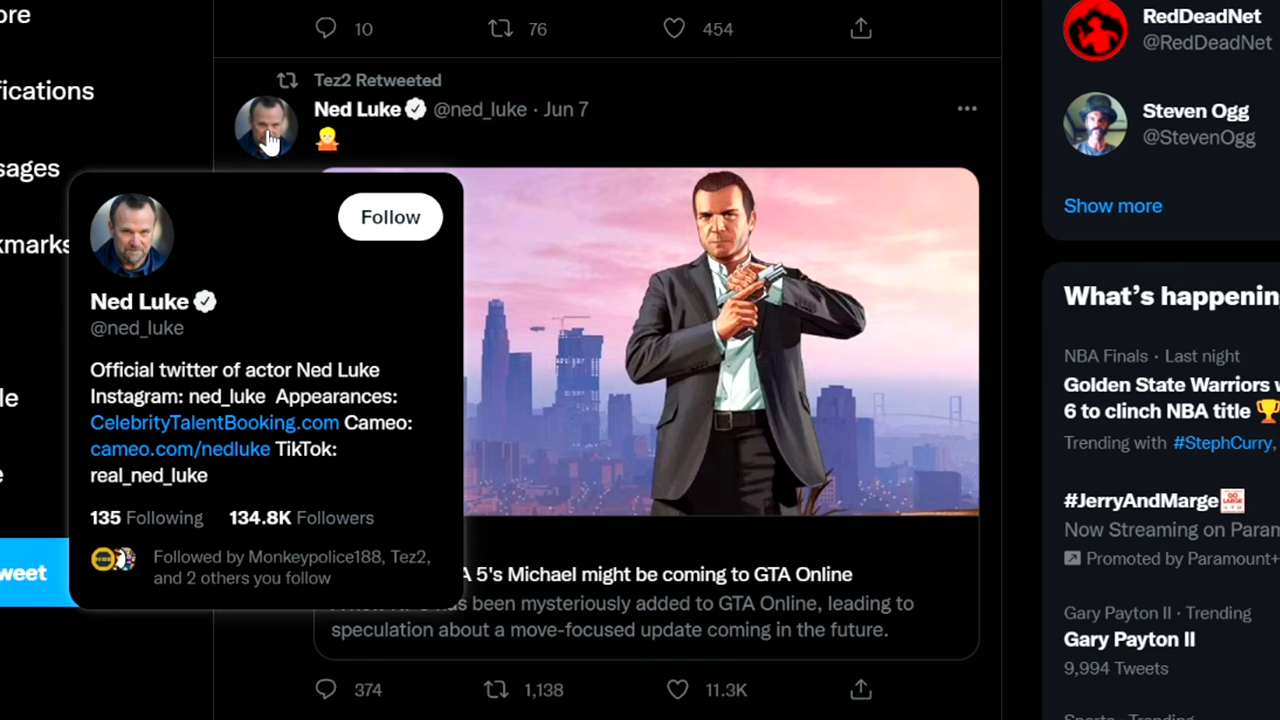 ore
fications
sages
kmarks
le
e
weet
10 76 454
Tez2 Retweeted
Ned Luke @ned_luke · Jun 7
Follow
Ned Luke
@ned_luke
Official twitter of actor Ned Luke
Instagram: ned_luke Appearances:
CelebrityTalentBooking.com Cameo:
cameo.com/nedluke TikTok:
real_ned_luke
135 Following 134.8K Followers
Followed by Monkeypolice188, Tez2,
and 2 others you follow
A 5's Michael might be coming to GTA Online
has been mysteriously added to GTA Online, leading to
speculation about a move-focused update coming in the future.
374 1,138 11.3K
RedDeadNet
@RedDeadNet
Steven Ogg
@StevenOgg
Show more
What's happenin
NBA Finals · Last night
Golden State Warriors w
6 to clinch NBA title
Trending with #StephCurry,
#JerryAndMarge
Now Streaming on Param
Promoted by Paramount+
Gary Payton II · Trending
Gary Payton II
9,994 Tweets
Sports · Trending